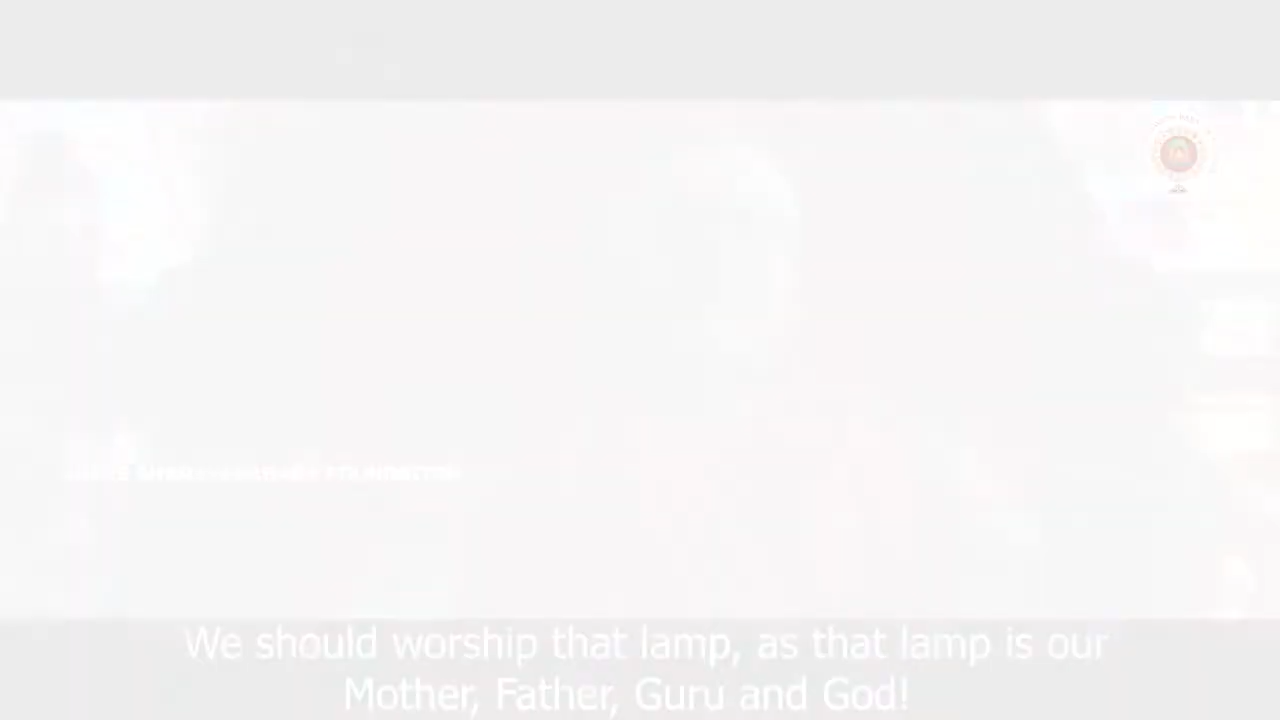 We should worship that lamp, as that lamp is our
Mother, Father, Guru and God!